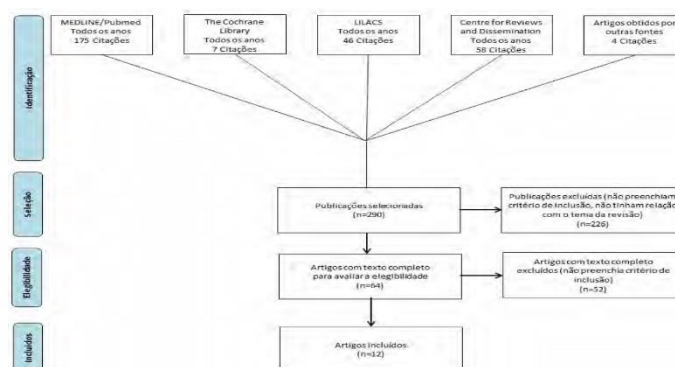 MEDLINE/Pubmed
Todos os anos
175 Citações
The Cochrane
Library
Todos os anos
7 Citações
LILACS
Todos os anos
46 Citações
Centre for Reviews
and Dissemination
Todos os anos
58 Citações
Artigos obtidos por
outras fontes
4 Citações
Identificação
Seleção
Publicações selecionadas
(n=290)
Publicações excluídas (não preenchiam
critério de inclusão, não tinham relação
com o tema da revisão)
(n=226)
Elegibilidade
Artigos com texto completo
para avaliar a elegibilidade
(n=64)
Artigos com texto completo
excluídos (não preenchia critério de
inclusão)
(n=52)
Incluídos
Artigos Incluídos
(n=12)